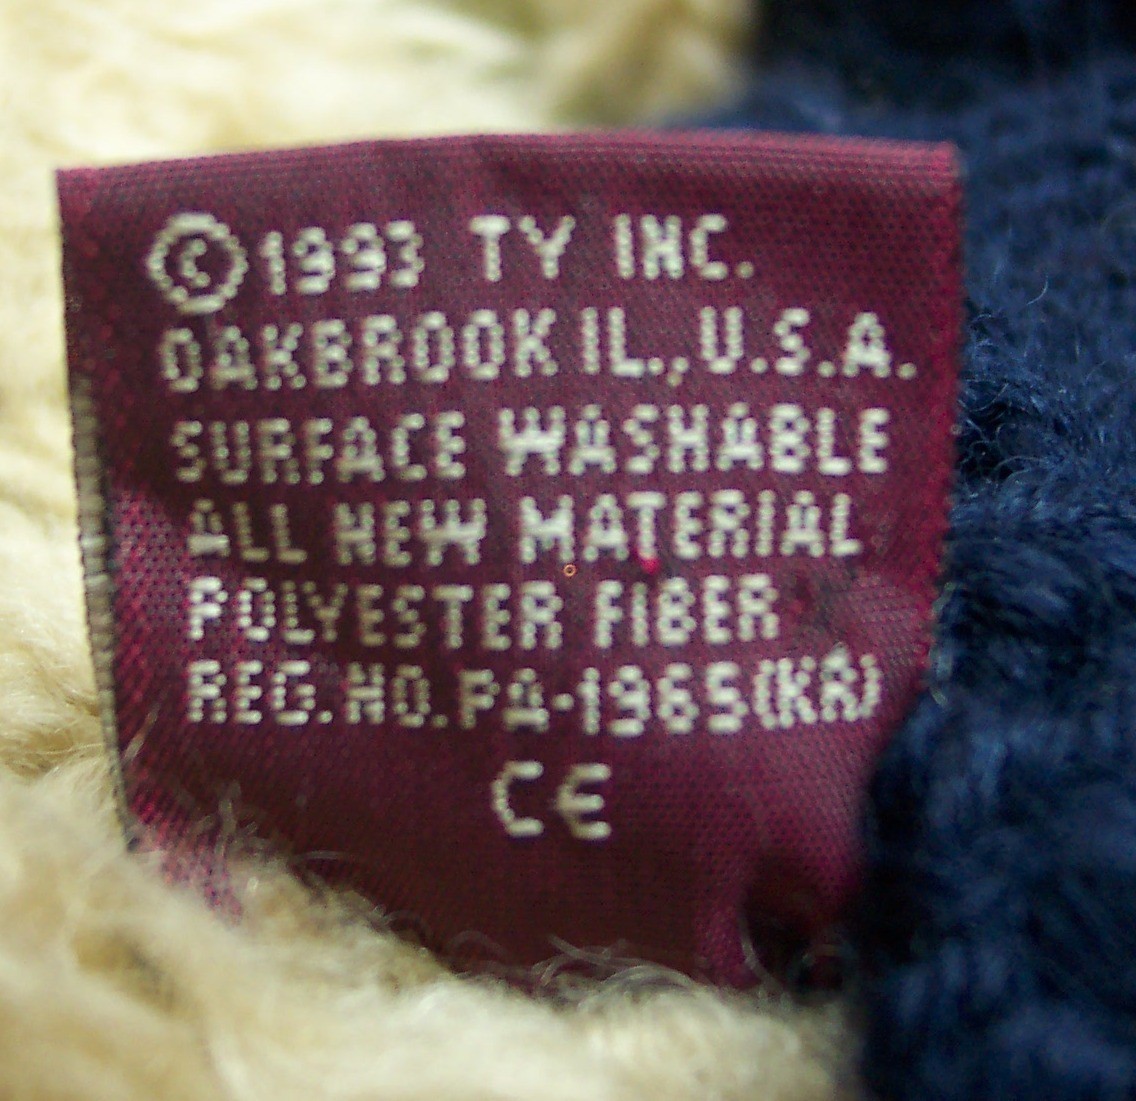 ©1993 TY INC.
OAKBROOK IL., U.S.A.
SURFACE WASHABLE
ALL NEW MATERIAL
POLYESTER FIBER
REG. NO. PA-1965(KR)
CE